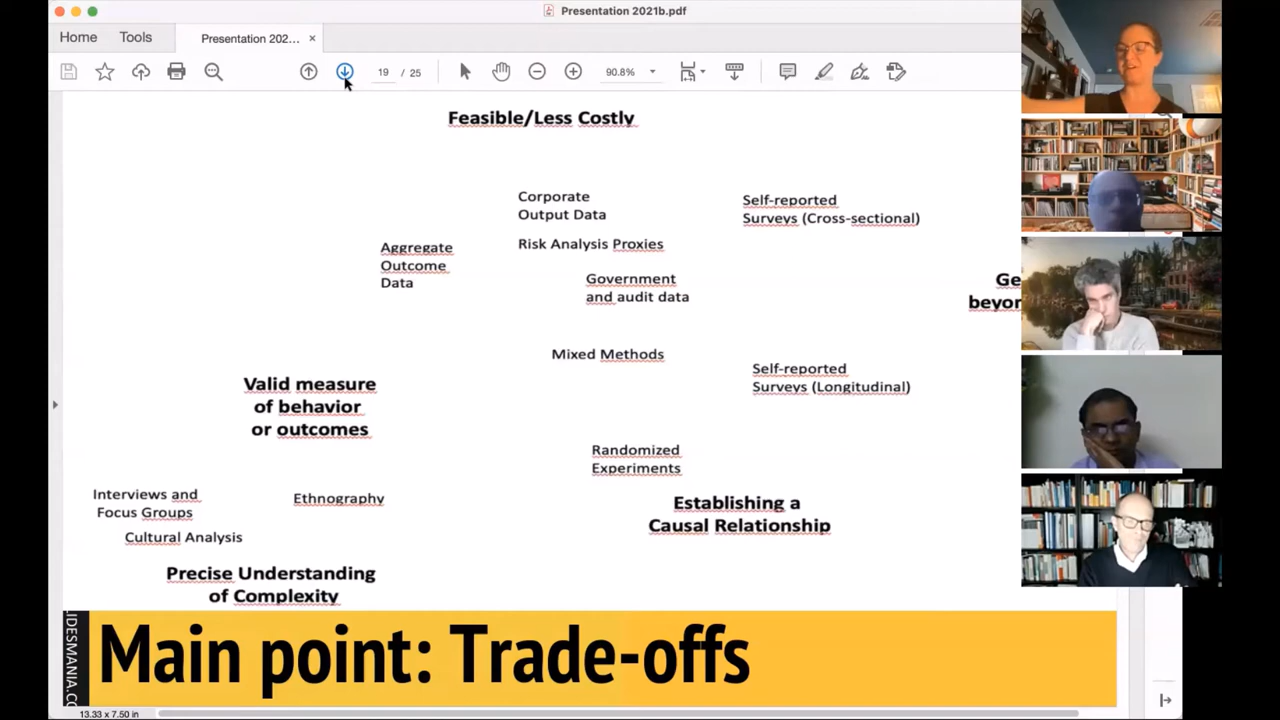 Presentation 2021b.pdf
Home
Tools
Presentation 202...
×
19 / 25
90.8%
Feasible/Less Costly
Corporate
Output Data
Self-reported
Surveys (Cross-sectional)
Aggregate
Outcome
Data
Risk Analysis Proxies
Government
and audit data
Ge
beyon
Mixed Methods
Self-reported
Surveys (Longitudinal)
Valid measure
of behavior
or outcomes
Randomized
Experiments
Interviews and
Focus Groups
Ethnography
Establishing a
Causal Relationship
Cultural Analysis
Precise Understanding
of Complexity
Main point: Trade-offs
LIDESMANIA.CO
13.33 x 7.50 in